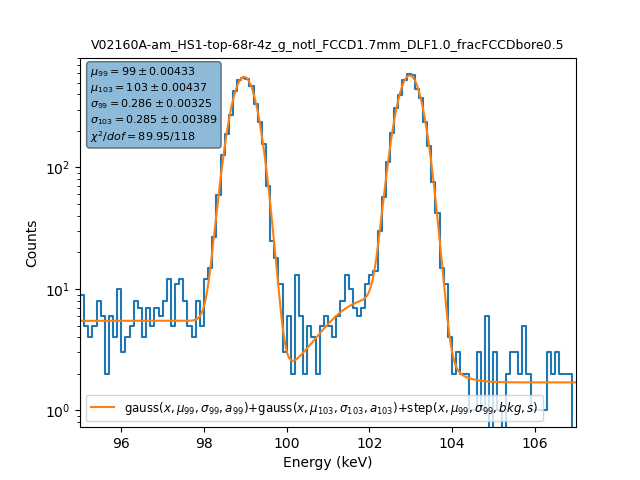 V02160A-am_HS1-top-68r-4z_g_notl_FCCD1.7mm_DLF1.0_fracFCCDbore0.5
μ₉₉ = 99 ± 0.00433
μ₁₀₃ = 103 ± 0.00437
σ₉₉ = 0.286 ± 0.00325
σ₁₀₃ = 0.285 ± 0.00389
χ²/dof = 89.95/118
Counts
10²
10¹
10⁰
gauss(x, μ₉₉, σ₉₉, a₉₉)+gauss(x, μ₁₀₃, σ₁₀₃, a₁₀₃)+step(x, μ₉₉, σ₉₉, bkg, s)
96 98 100 102 104 106
Energy (keV)